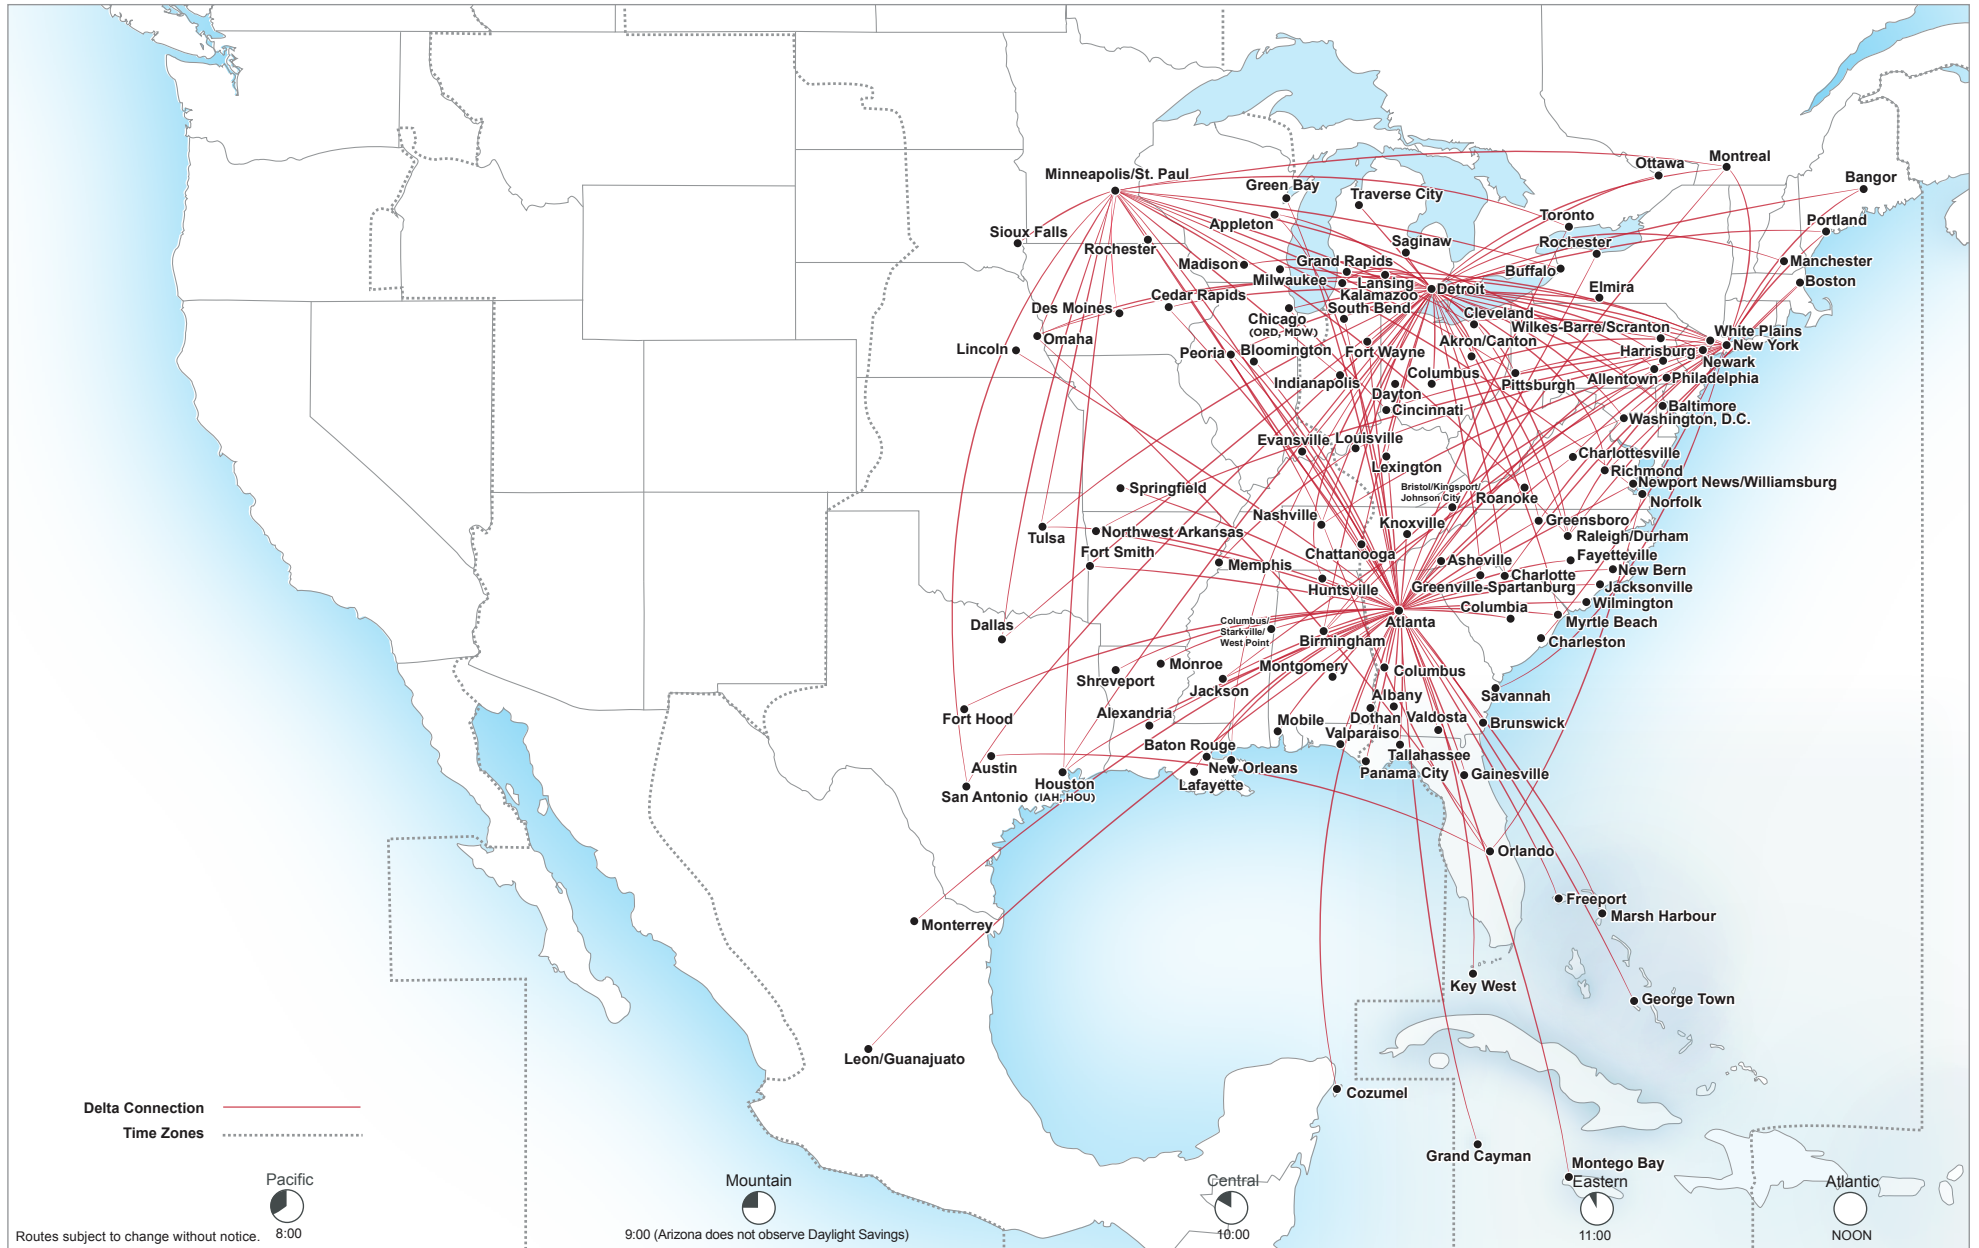 Ottawa
Montreal
Minneapolis/St. Paul
Bangor
Green Bay
Traverse City
Toronto
Portland
Appleton
Sioux Falls
Rochester
Saginaw
Rochester
Madison
Grand Rapids
Buffalo
Manchester
Milwaukee
Lansing
Detroit
Elmira
Boston
Cedar Rapids
Kalamazoo
Des Moines
South Bend
Chicago
(ORD, MDW)
Cleveland
Wilkes-Barre/Scranton
White Plains
Omaha
Lincoln
Peoria
Bloomington
Fort Wayne
Akron/Canton
Harrisburg
New York
Newark
Indianapolis
Columbus
Pittsburgh
Allentown
Philadelphia
Dayton
Cincinnati
Baltimore
Washington, D.C.
Evansville
Louisville
Lexington
Charlottesville
Richmond
Springfield
Bristol/Kingsport/
Johnson City
Roanoke
Newport News/Williamsburg
Norfolk
Nashville
Knoxville
Greensboro
Tulsa
Northwest Arkansas
Raleigh/Durham
Fort Smith
Chattanooga
Fayetteville
Memphis
Asheville
Charlotte
New Bern
Huntsville
Greenville-Spartanburg
Jacksonville
Columbia
Wilmington
Dallas
Columbus/
Starkville/
West Point
Atlanta
Myrtle Beach
Birmingham
Charleston
Monroe
Montgomery
Columbus
Shreveport
Jackson
Albany
Savannah
Fort Hood
Alexandria
Mobile
Dothan
Valdosta
Brunswick
Valparaiso
Baton Rouge
Tallahassee
Austin
New Orleans
Panama City
Gainesville
San Antonio
Houston
(IAH, HOU)
Lafayette
Orlando
Freeport
Marsh Harbour
Monterrey
Key West
George Town
Leon/Guanajuato
Cozumel
Delta Connection
Time Zones
Grand Cayman
Montego Bay
Pacific
Mountain
Central
Eastern
Atlantic
Routes subject to change without notice.
8:00
9:00 (Arizona does not observe Daylight Savings)
10:00
11:00
NOON